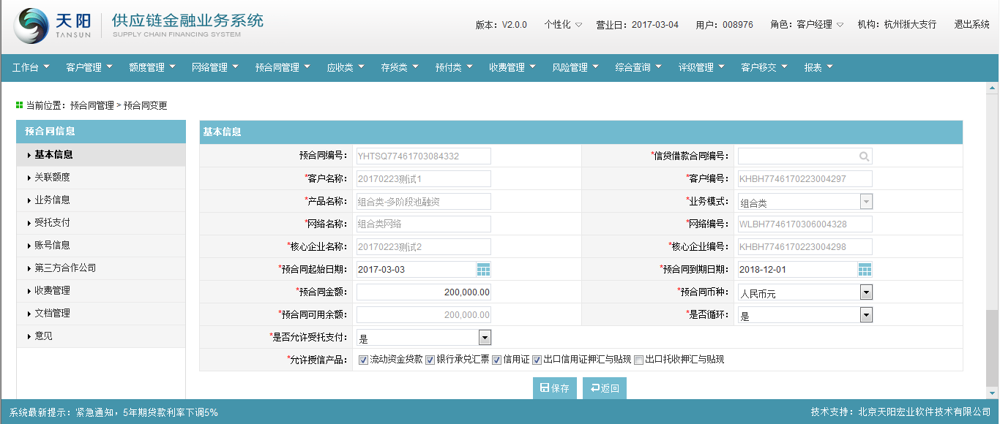 天阳 TANSUN 供应链金融业务系统 SUPPLY CHAIN FINANCING SYSTEM
版本：V2.0.0 个性化 营业日：2017-03-04 用户：008976 角色：客户经理 机构：杭州浙大支行 退出系统
工作台 客户管理 额度管理 网络管理 预合同管理 应收类 存货类 预付类 收费管理 风险管理 综合查询 评级管理 客户移交 报表
当前位置：预合同管理 > 预合同变更
预合同信息
基本信息
关联额度
业务信息
受托支付
账号信息
第三方合作公司
收费管理
文档管理
意见
基本信息
预合同编号： YHTSQ77461703084332 *信贷借款合同编号：
*客户名称： 20170223测试1 *客户编号： KHBH7746170223004297
*产品名称： 组合类-多阶段池融资 *业务模式： 组合类
*网络名称： 组合类网络 *网络编号： WLBH7746170306004328
*核心企业名称： 20170223测试2 *核心企业编号： KHBH7746170223004298
*预合同起始日期： 2017-03-03 *预合同到期日期： 2018-12-01
*预合同金额： 200,000.00 *预合同币种： 人民币元
*预合同可用余额： 200,000.00 *是否循环： 是
*是否允许受托支付： 是
*允许授信产品： 流动资金贷款 银行承兑汇票 信用证 出口信用证押汇与贴现 出口托收押汇与贴现
保存 返回
系统最新提示：紧急通知，5年期贷款利率下调5% 技术支持：北京天阳宏业软件技术有限公司